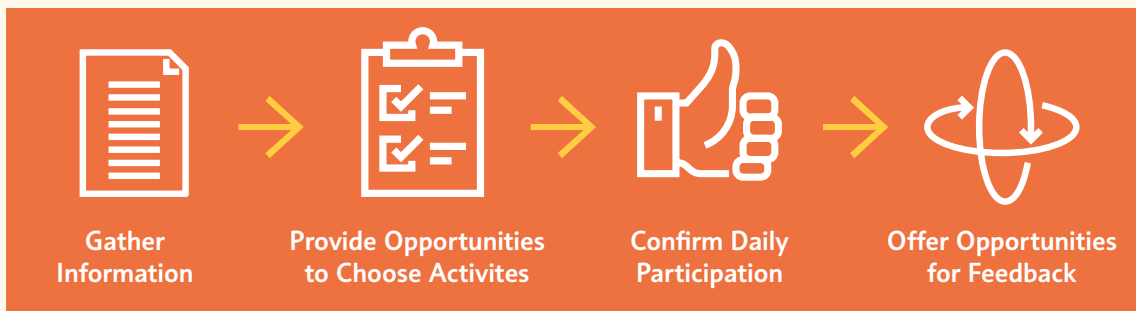 Gather
Information
Provide Opportunities
to Choose Activites
Confirm Daily
Participation
Offer Opportunities
for Feedback